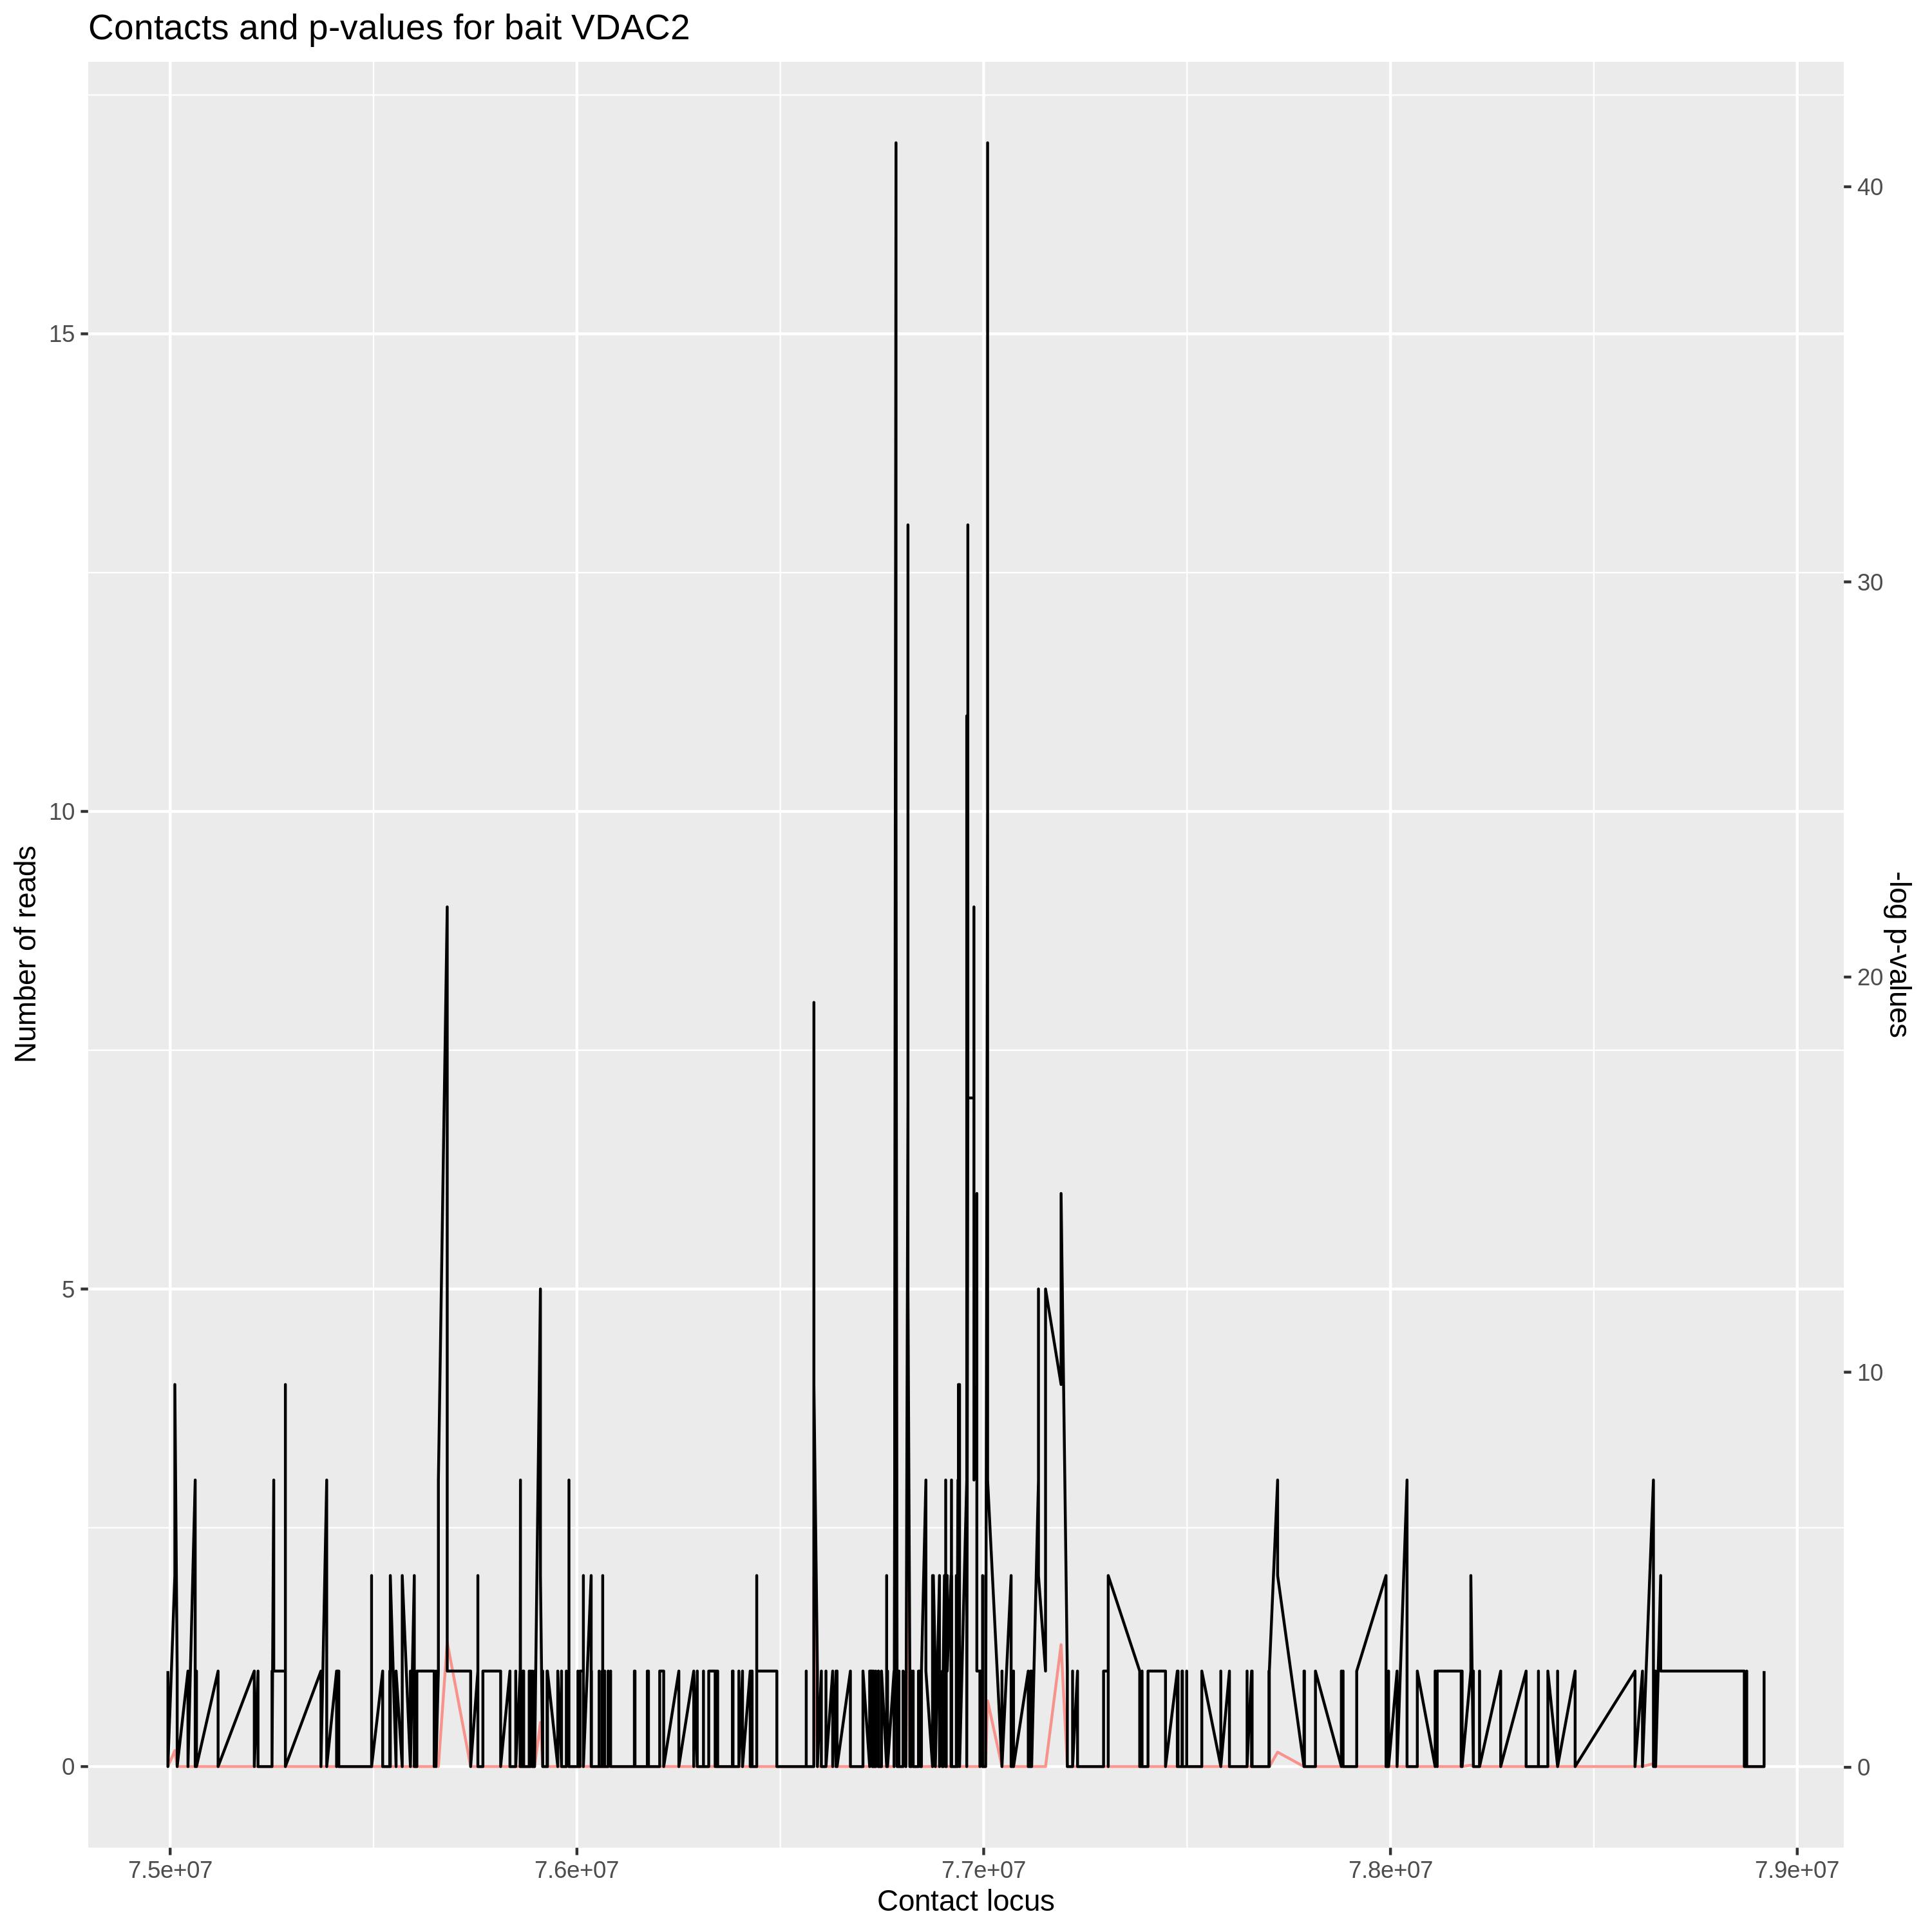 Contacts and p-values for bait VDAC2
15
10
5
0
Number of reads
40
30
20
10
0
-log p-values
7.5e+07
7.6e+07
7.7e+07
7.8e+07
7.9e+07
Contact locus